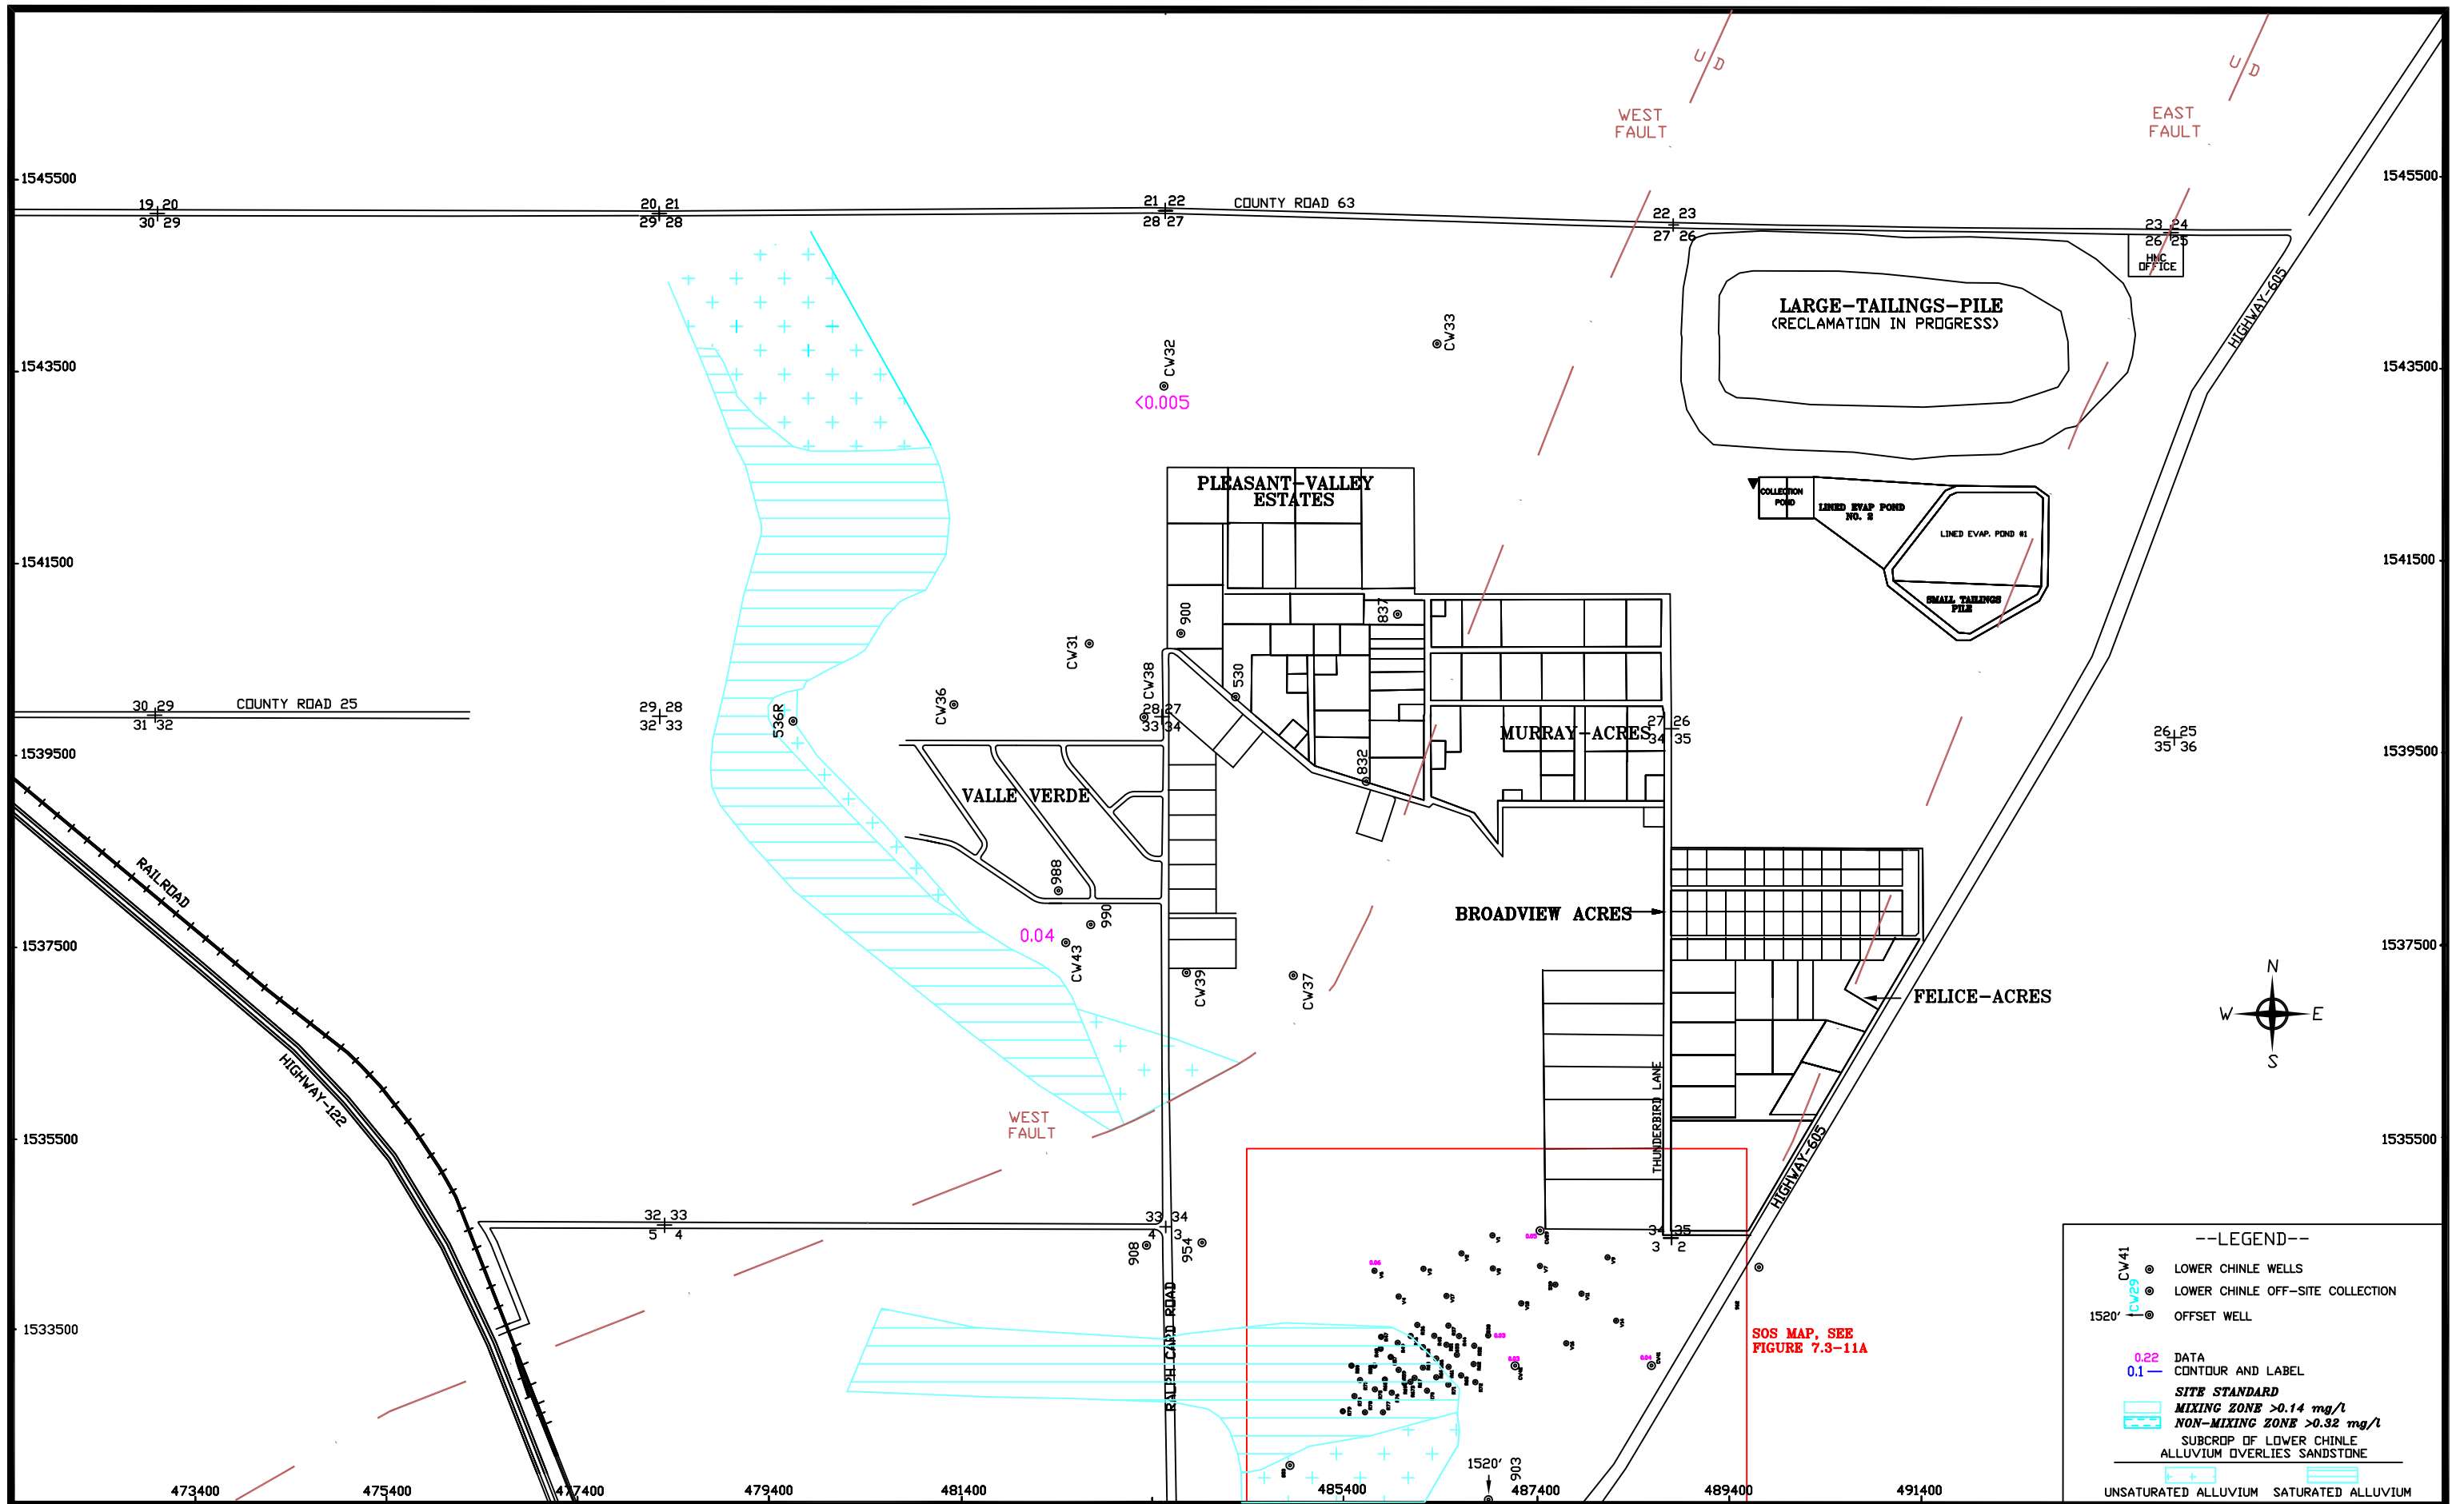 U D
U D
WEST
FAULT
EAST
FAULT
1545500
1545500
19 20
30 29
20 21
29 28
21 22
28 27
COUNTY ROAD 63
22 23
27 26
23 24
26 25
HMC
OFFICE
HIGHWAY-605
LARGE-TAILINGS-PILE
(RECLAMATION IN PROGRESS)
CW33
CW32
<0.005
1543500
1543500
PLEASANT-VALLEY
ESTATES
COLLECTION
POND
LINED EVAP POND
NO. 2
LINED EVAP. POND #1
SMALL TAILINGS
PILE
1541500
1541500
900
837
CW31
CW38
530
CW36
536R
30 29
31 32
COUNTY ROAD 25
29 28
32 33
28 27
33 34
27 26
34 35
26 25
35 36
MURRAY-ACRES
1539500
1539500
832
VALLE VERDE
RAILROAD
988
990
BROADVIEW ACRES
0.04
CW43
CW39
CW37
1537500
1537500
FELICE-ACRES
N
W E
S
HIGHWAY-122
WEST
FAULT
THUNDERBIRD LANE
HIGHWAY-605
1535500
1535500
32 33
5 4
33 34
4 3
34 35
3 2
908
954
RALPH CARD ROAD
1533500
SOS MAP, SEE
FIGURE 7.3-11A
0.05
0.06
0.03
0.03
0.04
1520'
903
--LEGEND--
CW41
LOWER CHINLE WELLS
CW29
LOWER CHINLE OFF-SITE COLLECTION
1520'
OFFSET WELL
0.22 DATA
0.1 CONTOUR AND LABEL
SITE STANDARD
MIXING ZONE >0.14 mg/l
NON-MIXING ZONE >0.32 mg/l
SUBCROP OF LOWER CHINLE
ALLUVIUM OVERLIES SANDSTONE
UNSATURATED ALLUVIUM SATURATED ALLUVIUM
473400
475400
477400
479400
481400
485400
487400
489400
491400